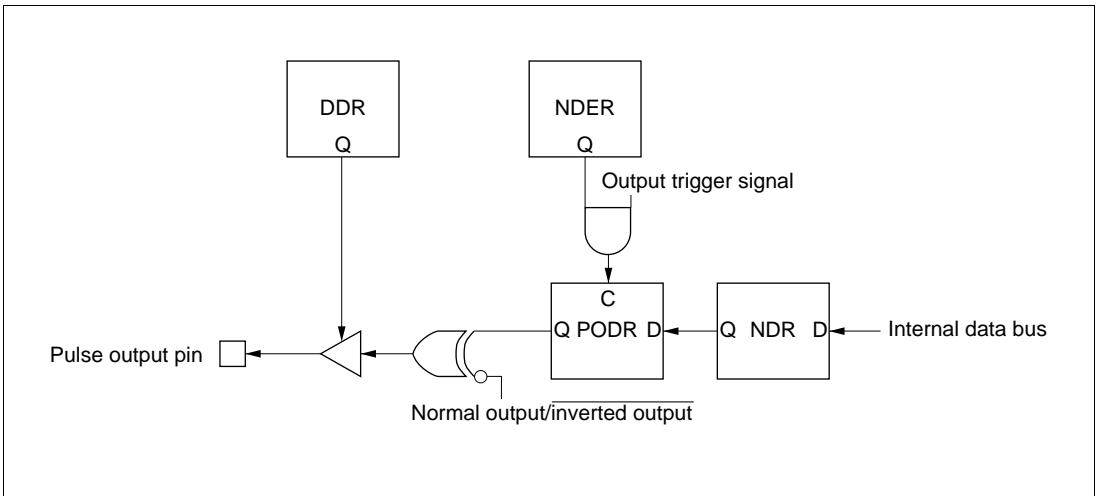 DDR
Q
NDER
Q
Output trigger signal
C
Q PODR D
Q NDR D
Internal data bus
Pulse output pin
Normal output/inverted output